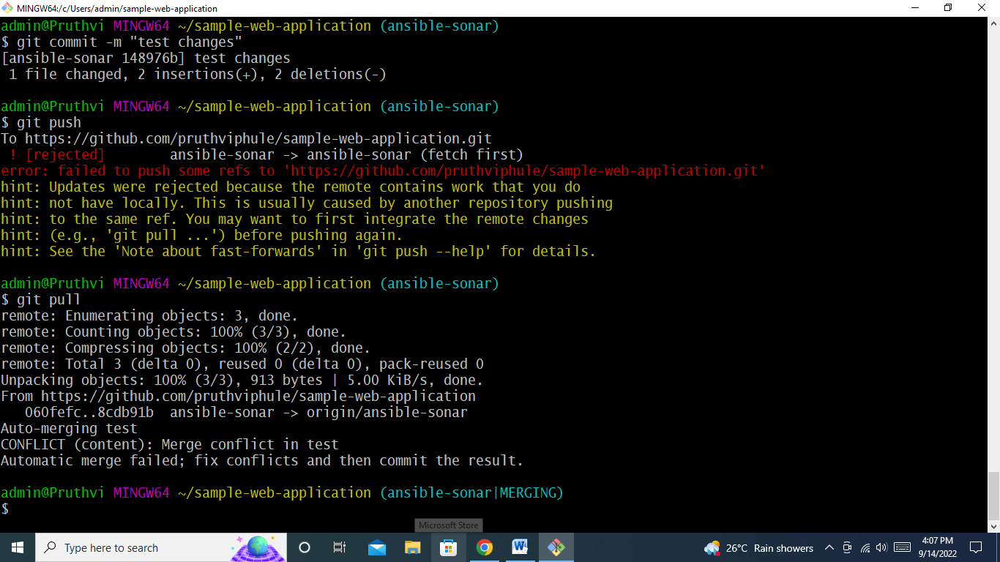 MINGW64:/c/Users/admin/sample-web-application
admin@Pruthvi MINGW64 ~/sample-web-application (ansible-sonar)
$ git commit -m "test changes"
[ansible-sonar 148976b] test changes
 1 file changed, 2 insertions(+), 2 deletions(-)

admin@Pruthvi MINGW64 ~/sample-web-application (ansible-sonar)
$ git push
To https://github.com/pruthviphule/sample-web-application.git
 ! [rejected]        ansible-sonar -> ansible-sonar (fetch first)
error: failed to push some refs to 'https://github.com/pruthviphule/sample-web-application.git'
hint: Updates were rejected because the remote contains work that you do
hint: not have locally. This is usually caused by another repository pushing
hint: to the same ref. You may want to first integrate the remote changes
hint: (e.g., 'git pull ...') before pushing again.
hint: See the 'Note about fast-forwards' in 'git push --help' for details.

admin@Pruthvi MINGW64 ~/sample-web-application (ansible-sonar)
$ git pull
remote: Enumerating objects: 3, done.
remote: Counting objects: 100% (3/3), done.
remote: Compressing objects: 100% (2/2), done.
remote: Total 3 (delta 0), reused 0 (delta 0), pack-reused 0
Unpacking objects: 100% (3/3), 913 bytes | 5.00 KiB/s, done.
From https://github.com/pruthviphule/sample-web-application
   060fefc..8cdb91b  ansible-sonar -> origin/ansible-sonar
Auto-merging test
CONFLICT (content): Merge conflict in test
Automatic merge failed; fix conflicts and then commit the result.

admin@Pruthvi MINGW64 ~/sample-web-application (ansible-sonar|MERGING)
$
Microsoft Store
Type here to search
26°C Rain showers
4:07 PM
9/14/2022